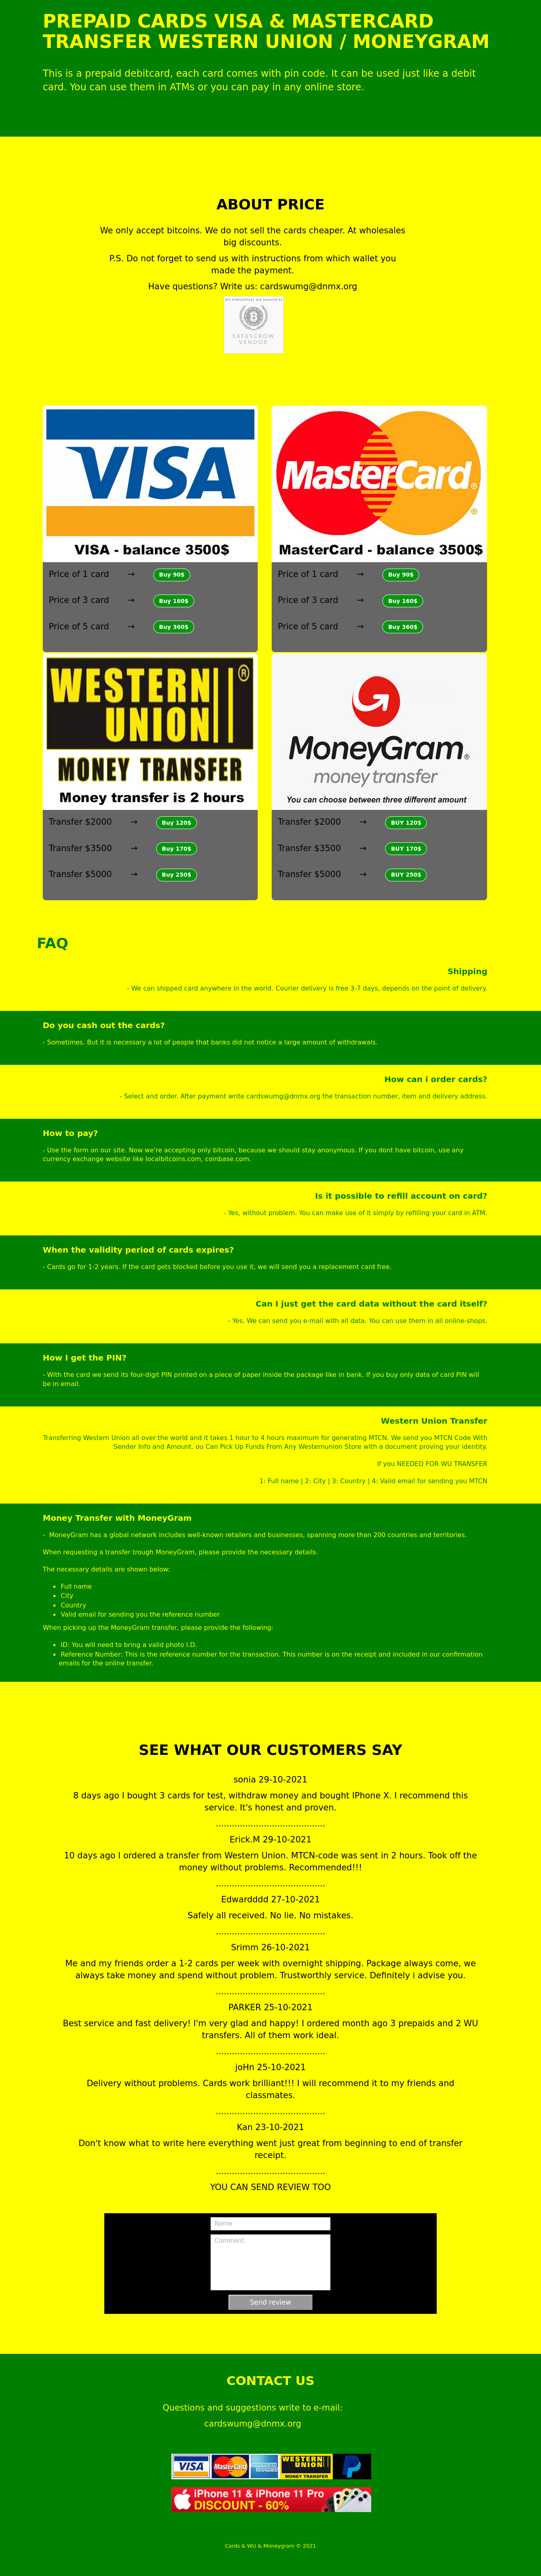 PREPAID CARDS VISA & MASTERCARD
TRANSFER WESTERN UNION / MONEYGRAM
This is a prepaid debitcard, each card comes with pin code. It can be used just like a debit
card. You can use them in ATMs or you can pay in any online store.
ABOUT PRICE
We only accept bitcoins. We do not sell the cards cheaper. At wholesales
big discounts.
P.S. Do not forget to send us with instructions from which wallet you
made the payment.
Have questions? Write us: cardswumg@dnmx.org
All transactions are covered by
SAFESCROW
VENDOR
VISA
VISA - balance 3500$
Price of 1 card → Buy 90$
Price of 3 card → Buy 160$
Price of 5 card → Buy 360$
MasterCard®
®
MasterCard - balance 3500$
Price of 1 card → Buy 90$
Price of 3 card → Buy 160$
Price of 5 card → Buy 360$
WESTERN ®
UNION
MONEY TRANSFER
Money transfer is 2 hours
Transfer $2000 → Buy 120$
Transfer $3500 → Buy 170$
Transfer $5000 → Buy 250$
MoneyGram®
money transfer
You can choose between three different amount
Transfer $2000 → BUY 120$
Transfer $3500 → BUY 170$
Transfer $5000 → BUY 250$
FAQ
Shipping
- We can shipped card anywhere in the world. Courier delivery is free 3-7 days, depends on the point of delivery.
Do you cash out the cards?
- Sometimes. But it is necessary a lot of people that banks did not notice a large amount of withdrawals.
How can i order cards?
- Select and order. After payment write cardswumg@dnmx.org the transaction number, item and delivery address.
How to pay?
- Use the form on our site. Now we're accepting only bitcoin, because we should stay anonymous. If you dont have bitcoin, use any
currency exchange website like localbitcoins.com, coinbase.com.
Is it possible to refill account on card?
- Yes, without problem. You can make use of it simply by refilling your card in ATM.
When the validity period of cards expires?
- Cards go for 1-2 years. If the card gets blocked before you use it, we will send you a replacement card free.
Can I just get the card data without the card itself?
- Yes. We can send you e-mail with all data. You can use them in all online-shops.
How I get the PIN?
- With the card we send its four-digit PIN printed on a piece of paper inside the package like in bank. If you buy only data of card PIN will
be in email.
Western Union Transfer
Transferring Western Union all over the world and it takes 1 hour to 4 hours maximum for generating MTCN. We send you MTCN Code With
Sender Info and Amount. ou Can Pick Up Funds From Any Westernunion Store with a document proving your identity.
If you NEEDED FOR WU TRANSFER
1: Full name | 2: City | 3: Country | 4: Valid email for sending you MTCN
Money Transfer with MoneyGram
- MoneyGram has a global network includes well-known retailers and businesses, spanning more than 200 countries and territories.
When requesting a transfer trough MoneyGram, please provide the necessary details.
The necessary details are shown below:
• Full name
• City
• Country
• Valid email for sending you the reference number
When picking up the MoneyGram transfer, please provide the following:
• ID: You will need to bring a valid photo I.D.
• Reference Number: This is the reference number for the transaction. This number is on the receipt and included in our confirmation
emails for the online transfer.
SEE WHAT OUR CUSTOMERS SAY
sonia 29-10-2021
8 days ago I bought 3 cards for test, withdraw money and bought IPhone X. I recommend this
service. It's honest and proven.
.........................................
Erick.M 29-10-2021
10 days ago I ordered a transfer from Western Union. MTCN-code was sent in 2 hours. Took off the
money without problems. Recommended!!!
.........................................
Edwardddd 27-10-2021
Safely all received. No lie. No mistakes.
.........................................
Srimm 26-10-2021
Me and my friends order a 1-2 cards per week with overnight shipping. Package always come, we
always take money and spend without problem. Trustworthly service. Definitely i advise you.
.........................................
PARKER 25-10-2021
Best service and fast delivery! I'm very glad and happy! I ordered month ago 3 prepaids and 2 WU
transfers. All of them work ideal.
.........................................
joHn 25-10-2021
Delivery without problems. Cards work brilliant!!! I will recommend it to my friends and
classmates.
.........................................
Kan 23-10-2021
Don't know what to write here everything went just great from beginning to end of transfer
receipt.
.........................................
YOU CAN SEND REVIEW TOO
Name
Comment:
Send review
CONTACT US
Questions and suggestions write to e-mail:
cardswumg@dnmx.org
VISA MasterCard AMERICAN EXPRESS WESTERN UNION MONEY TRANSFER
iPhone 11 & iPhone 11 Pro
DISCOUNT - 60%
Cards & WU & Moneygram © 2021